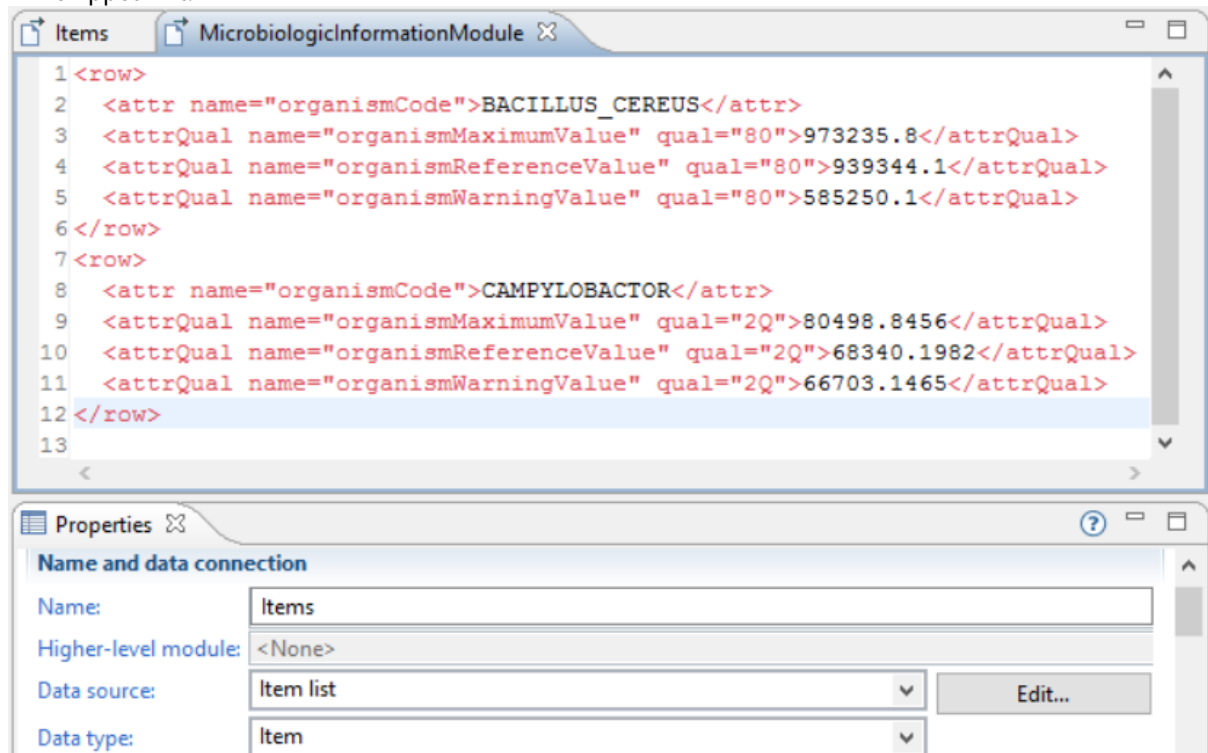 Items MicrobiologicInformationModule
1 <row>
2 <attr name="organismCode">BACILLUS_CEREUS</attr>
3 <attrQual name="organismMaximumValue" qual="80">973235.8</attrQual>
4 <attrQual name="organismReferenceValue" qual="80">939344.1</attrQual>
5 <attrQual name="organismWarningValue" qual="80">585250.1</attrQual>
6 </row>
7 <row>
8 <attr name="organismCode">CAMPYLOBACTOR</attr>
9 <attrQual name="organismMaximumValue" qual="2Q">80498.8456</attrQual>
10 <attrQual name="organismReferenceValue" qual="2Q">68340.1982</attrQual>
11 <attrQual name="organismWarningValue" qual="2Q">66703.1465</attrQual>
12 </row>
13
Properties
Name and data connection
Name: Items
Higher-level module: <None>
Data source: Item list Edit...
Data type: Item